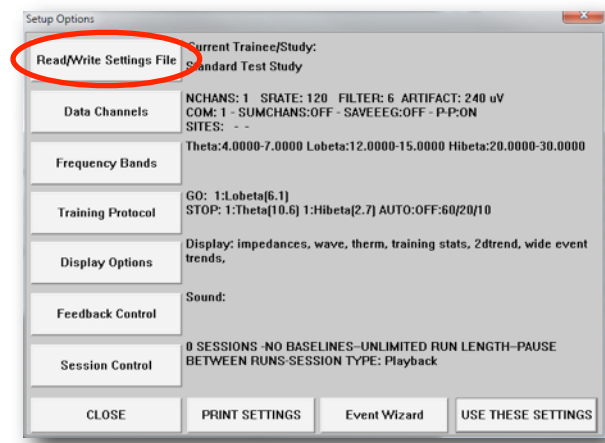 Setup Options
Read/Write Settings File
Current Trainee/Study:
Standard Test Study
Data Channels
NCHANS: 1 SRATE: 120 FILTER: 6 ARTIFACT: 240 uV
COM: 1 - SUMCHANS:OFF - SAVEEEG:OFF - P-P:ON
SITES: - -
Frequency Bands
Theta:4.0000-7.0000 Lobeta:12.0000-15.0000 Hibeta:20.0000-30.0000
Training Protocol
GO: 1:Lobeta(6.1)
STOP: 1:Theta(10.6) 1:Hibeta(2.7) AUTO:OFF:60/20/10
Display Options
Display: impedances, wave, therm, training stats, 2dtrend, wide event
trends,
Feedback Control
Sound:
Session Control
0 SESSIONS -NO BASELINES--UNLIMITED RUN LENGTH--PAUSE
BETWEEN RUNS-SESSION TYPE: Playback
CLOSE
PRINT SETTINGS
Event Wizard
USE THESE SETTINGS